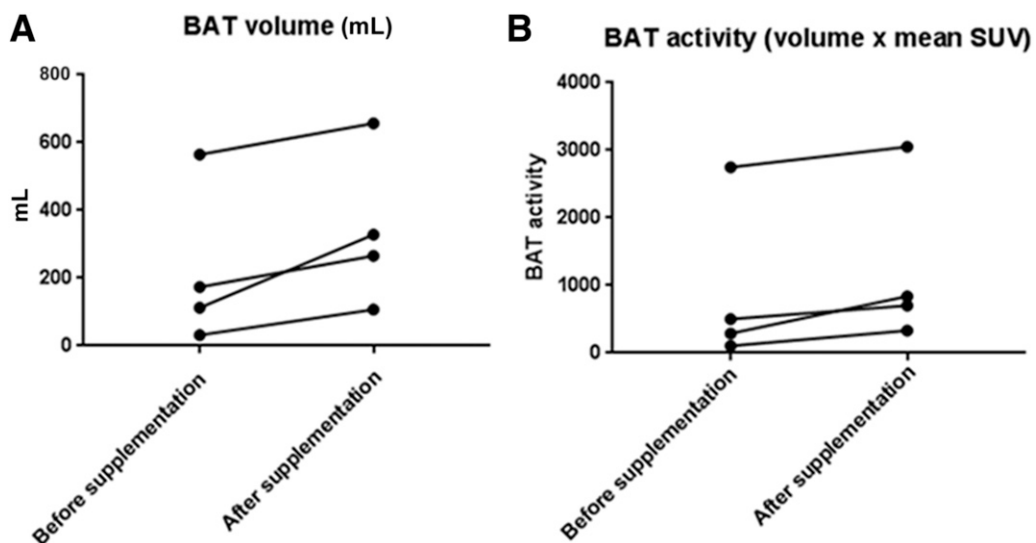 A
BAT volume (mL)
800
600
400
200
0
mL
Before supplementation
After supplementation
B
BAT activity (volume x mean SUV)
4000
3000
2000
1000
0
BAT activity
Before supplementation
After supplementation